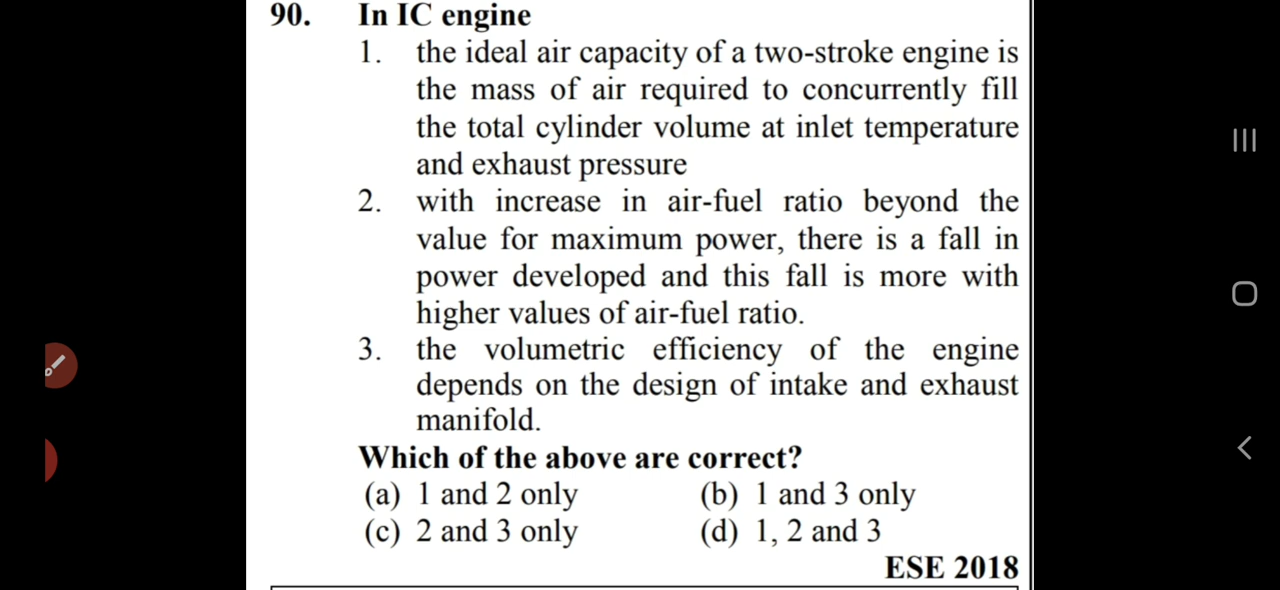 90. In IC engine
1. the ideal air capacity of a two-stroke engine is
the mass of air required to concurrently fill
the total cylinder volume at inlet temperature
and exhaust pressure
2. with increase in air-fuel ratio beyond the
value for maximum power, there is a fall in
power developed and this fall is more with
higher values of air-fuel ratio.
3. the volumetric efficiency of the engine
depends on the design of intake and exhaust
manifold.
Which of the above are correct?
(a) 1 and 2 only (b) 1 and 3 only
(c) 2 and 3 only (d) 1, 2 and 3
ESE 2018